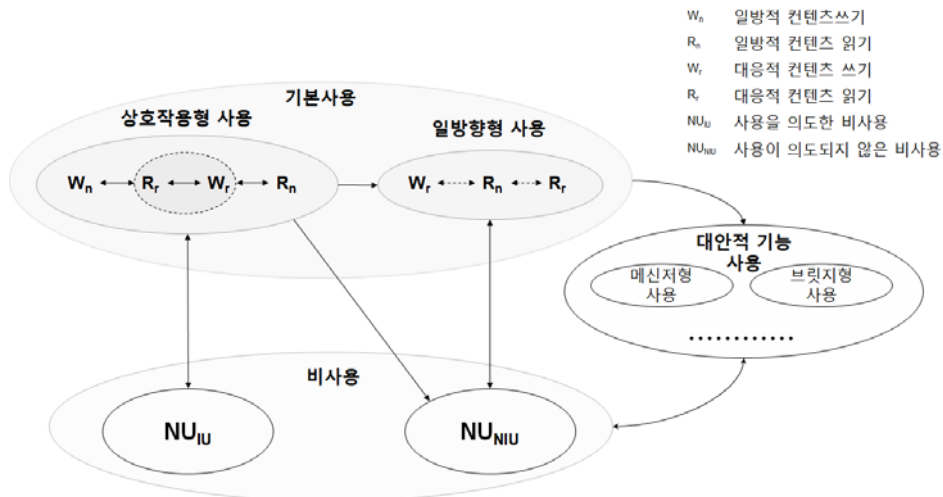 Wn 일방적 컨텐츠쓰기
Rn 일방적 컨텐츠 읽기
Wr 대응적 컨텐츠 쓰기
Rr 대응적 컨텐츠 읽기
NUIU 사용을 의도한 비사용
NUNIU 사용이 의도되지 않은 비사용
기본사용
상호작용형 사용
일방향형 사용
Wn Rr Wr Rn
Wr Rn Rr
대안적 기능
사용
메신저형
사용
브릿지형
사용
............
비사용
NUIU
NUNIU